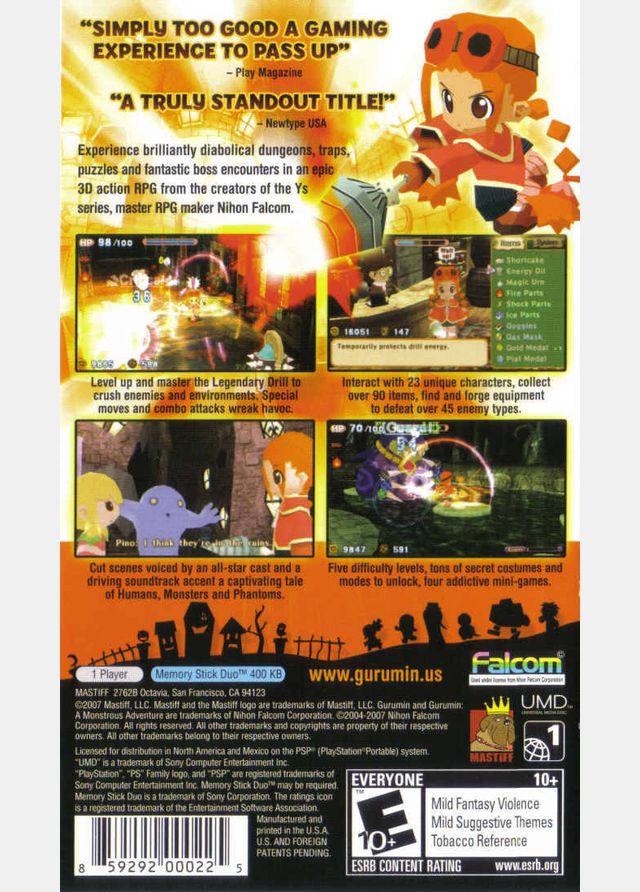 “SIMPLY TOO GOOD A GAMING
EXPERIENCE TO PASS UP”
– Play Magazine
“A TRULY STANDOUT TITLE!”
– Newtype USA
Experience brilliantly diabolical dungeons, traps,
puzzles and fantastic boss encounters in an epic
3D action RPG from the creators of the Ys
series, master RPG maker Nihon Falcom.
HP 98/100
36
9865
Items
System
Shortcake
Energy Oil
Magic Urn
Fire Parts
Shock Parts
Ice Parts
Goggles
Gas Mask
Gold Medal
Plat Medal
16051 147
Temporarily protects drill energy.
Level up and master the Legendary Drill to
crush enemies and environments. Special
moves and combo attacks wreak havoc.
Interact with 23 unique characters, collect
over 90 items, find and forge equipment
to defeat over 45 enemy types.
Pino: I think they're in the ruins.
HP 70/100
94
9847 591
Cut scenes voiced by an all-star cast and a
driving soundtrack accent a captivating tale
of Humans, Monsters and Phantoms.
Five difficulty levels, tons of secret costumes and
modes to unlock, four addictive mini-games.
1 Player
Memory Stick Duo™ 400 KB
www.gurumin.us
Falcom©
Used under license from Nihon Falcom Corporation
MASTIFF 2762B Octavia, San Francisco, CA 94123
©2007 Mastiff, LLC. Mastiff and the Mastiff logo are trademarks of Mastiff, LLC. Gurumin and Gurumin:
A Monstrous Adventure are trademarks of Nihon Falcom Corporation. ©2004-2007 Nihon Falcom
Corporation. All rights reserved. All other trademarks and copyrights are property of their respective
owners. All other trademarks belong to their respective owners.
Licensed for distribution in North America and Mexico on the PSP® (PlayStation®Portable) system.
“UMD” is a trademark of Sony Computer Entertainment Inc.
“PlayStation”, “PS” Family logo, and “PSP” are registered trademarks of
Sony Computer Entertainment Inc. Memory Stick Duo™ may be required.
Memory Stick Duo is a trademark of Sony Corporation. The ratings icon
is a registered trademark of the Entertainment Software Association.
Manufactured and
printed in the U.S.A.
U.S. AND FOREIGN
PATENTS PENDING.
MASTIFF
UMD™
UNIVERSAL MEDIA DISC
1
8 59292 00022 5
EVERYONE 10+
E
10+
™
Mild Fantasy Violence
Mild Suggestive Themes
Tobacco Reference
ESRB CONTENT RATING www.esrb.org